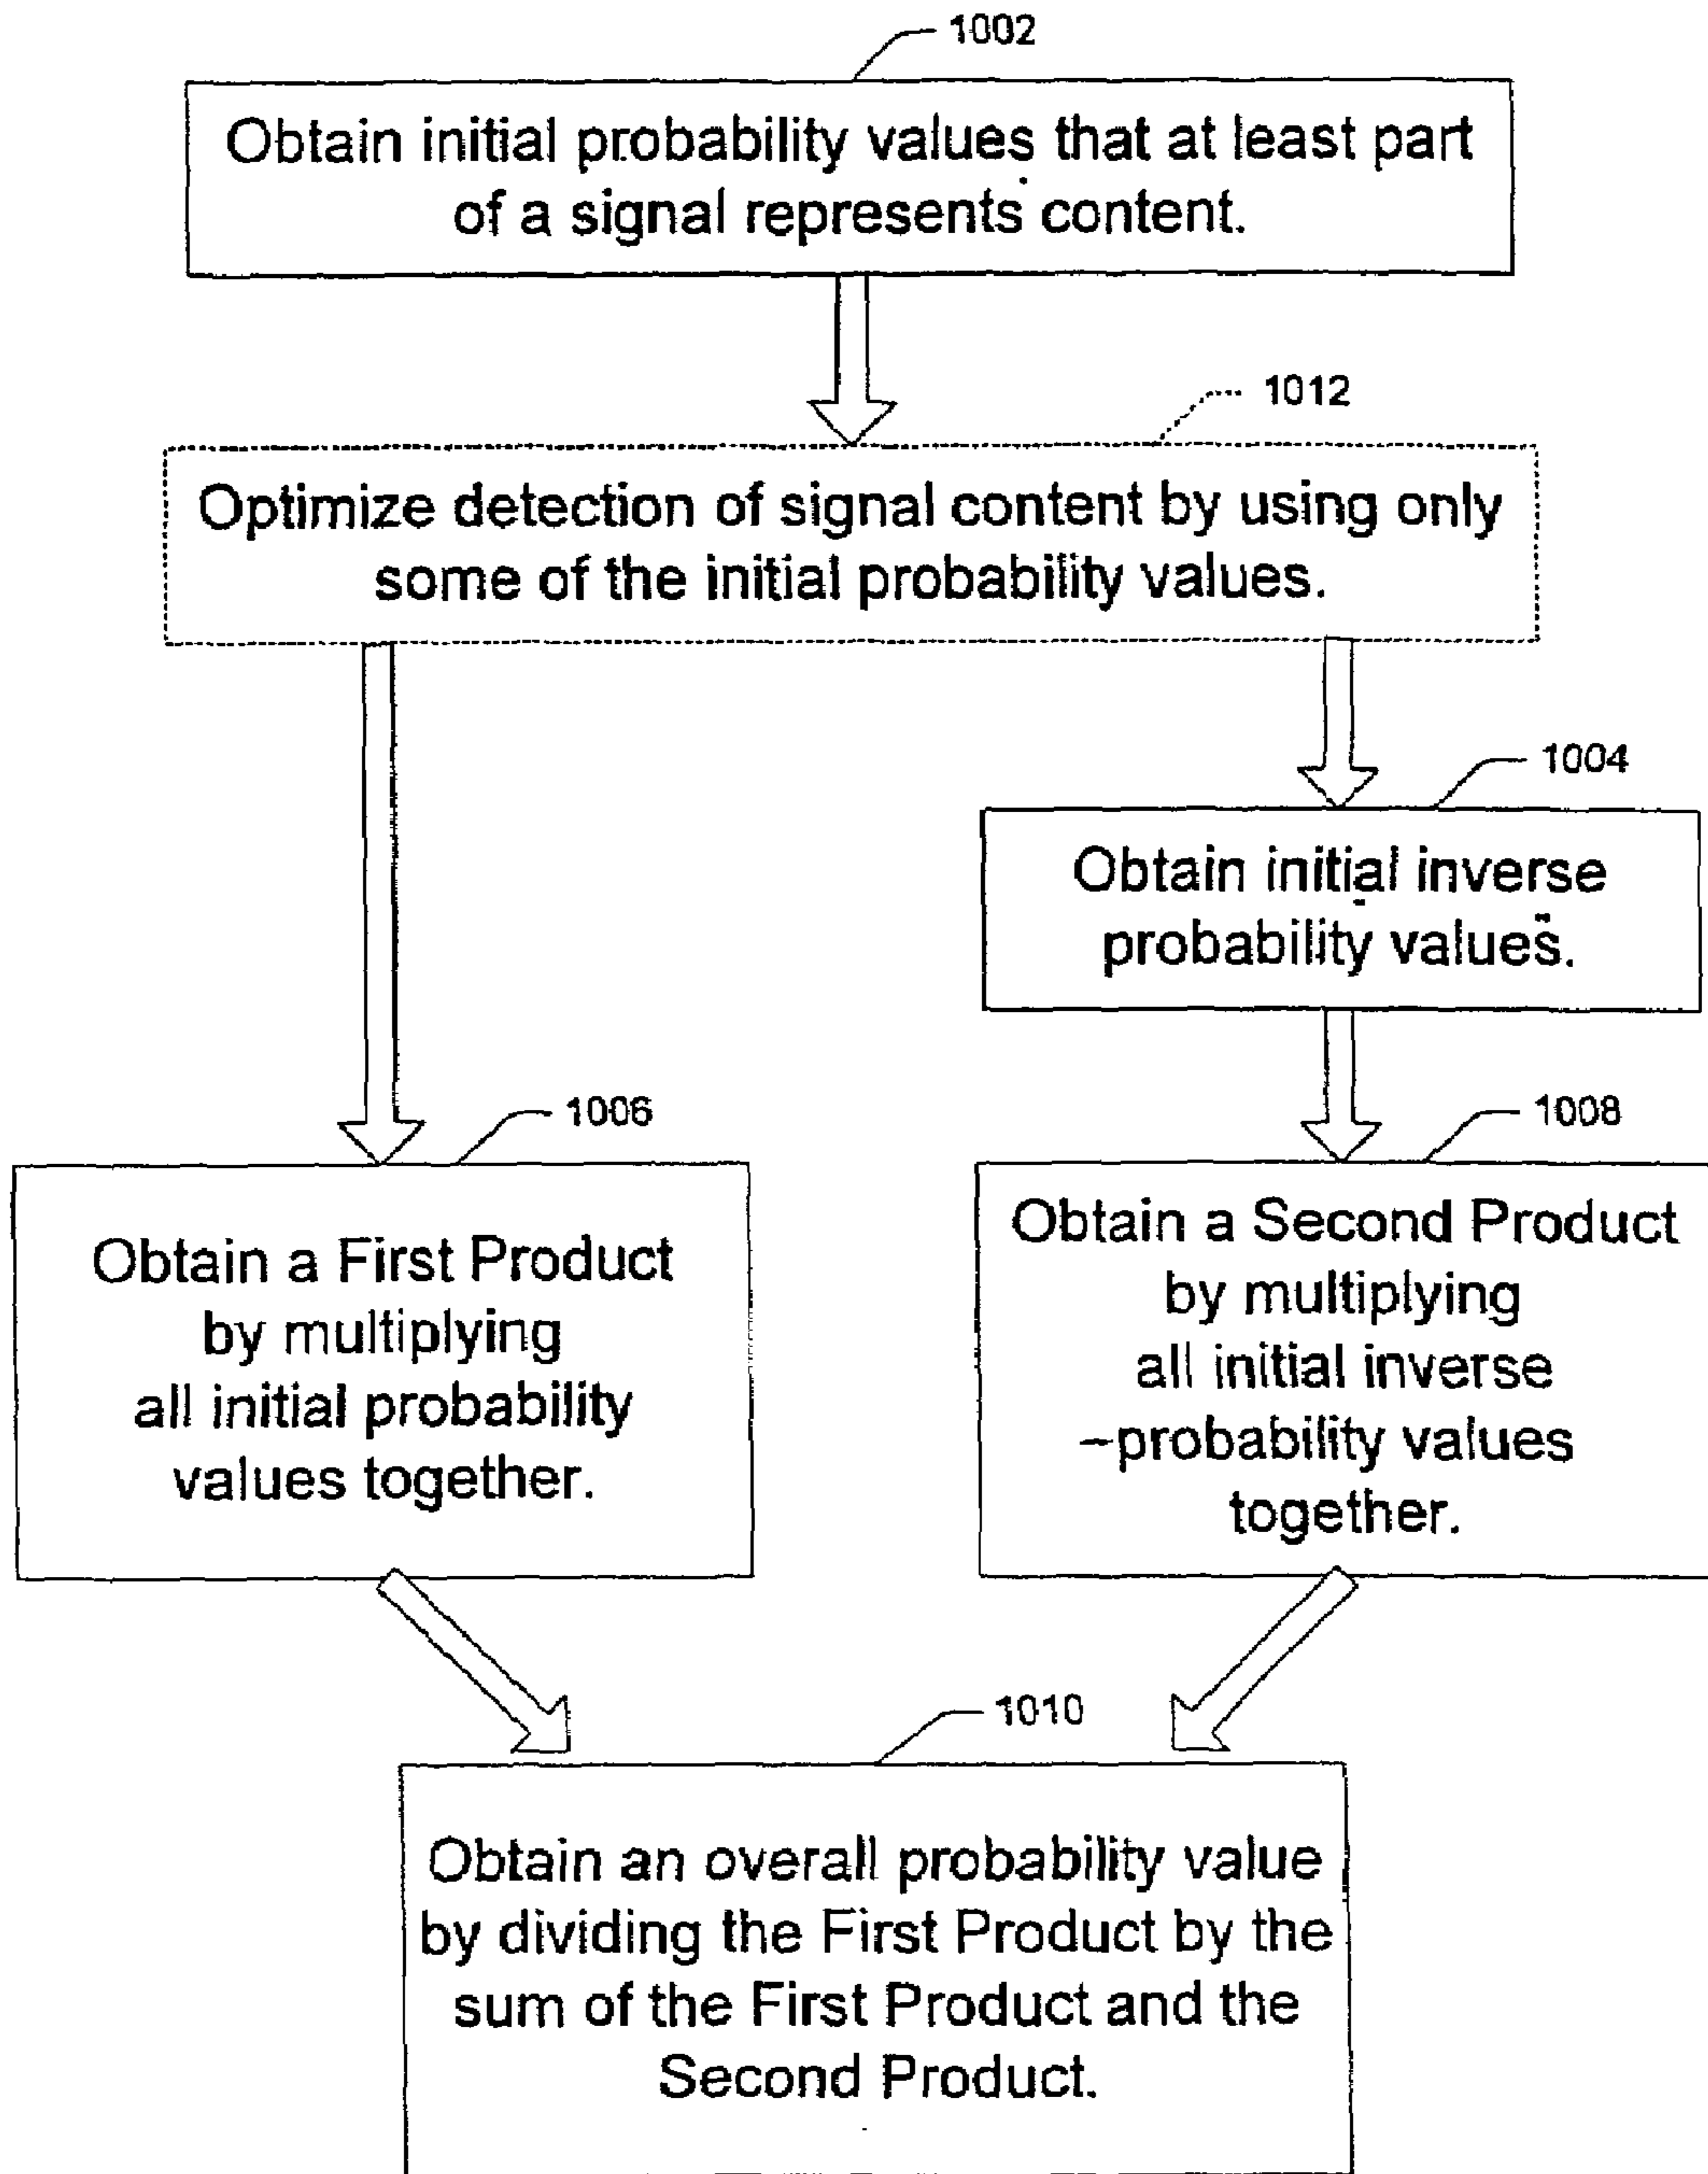 1002
Obtain initial probability values that at least part
of a signal represents content.
1012
Optimize detection of signal content by using only
some of the initial probability values.
1004
Obtain initial inverse
probability values.
1006
Obtain a First Product
by multiplying
all initial probability
values together.
1008
Obtain a Second Product
by multiplying
all initial inverse
–probability values
together.
1010
Obtain an overall probability value
by dividing the First Product by the
sum of the First Product and the
Second Product.